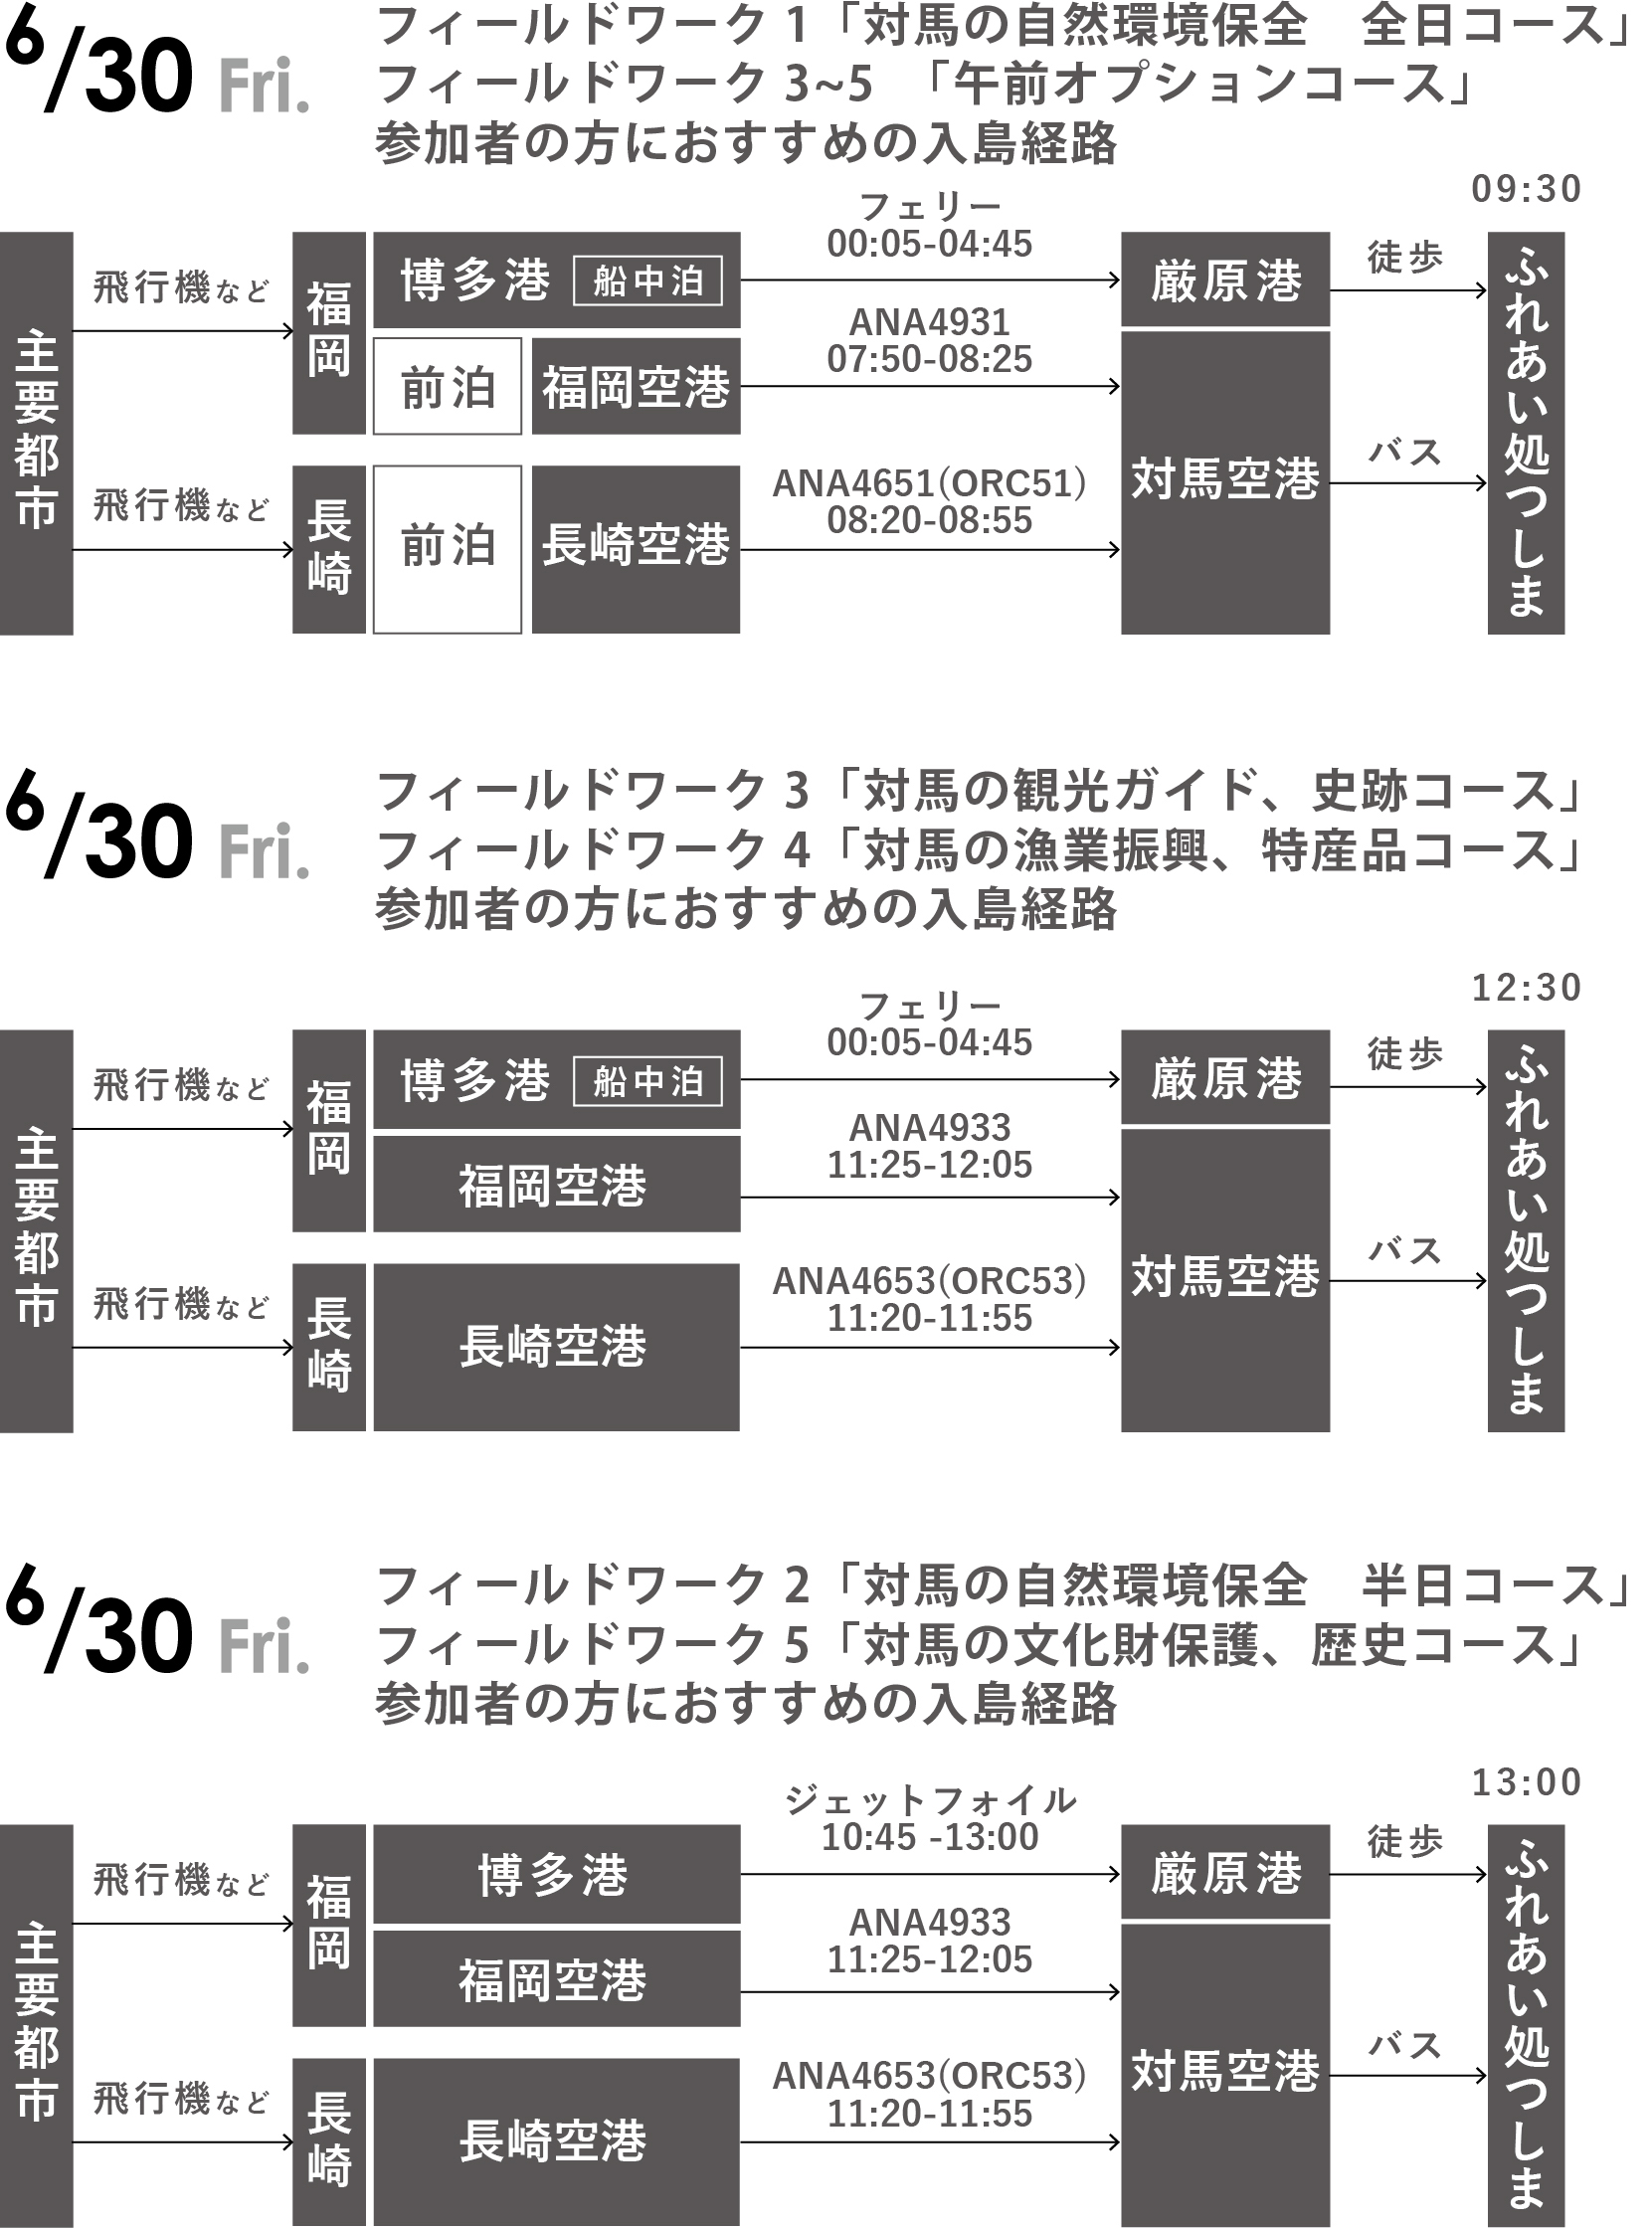 6/30 Fri.
フィールドワーク 1「対馬の自然環境保全　全日コース」
フィールドワーク 3~5 「午前オプションコース」
参加者の方におすすめの入島経路
09:30
主要都市
飛行機など
福岡
博多港 船中泊
フェリー
00:05-04:45
厳原港
徒歩
ふれあい処つしま
前泊
福岡空港
ANA4931
07:50-08:25
対馬空港
バス
飛行機など
長崎
前泊
長崎空港
ANA4651(ORC51)
08:20-08:55
6/30 Fri.
フィールドワーク 3「対馬の観光ガイド、史跡コース」
フィールドワーク 4「対馬の漁業振興、特産品コース」
参加者の方におすすめの入島経路
12:30
主要都市
飛行機など
福岡
博多港 船中泊
フェリー
00:05-04:45
厳原港
徒歩
ふれあい処つしま
福岡空港
ANA4933
11:25-12:05
対馬空港
バス
飛行機など
長崎
長崎空港
ANA4653(ORC53)
11:20-11:55
6/30 Fri.
フィールドワーク 2「対馬の自然環境保全　半日コース」
フィールドワーク 5「対馬の文化財保護、歴史コース」
参加者の方におすすめの入島経路
13:00
主要都市
飛行機など
福岡
博多港
ジェットフォイル
10:45 -13:00
厳原港
徒歩
ふれあい処つしま
福岡空港
ANA4933
11:25-12:05
対馬空港
バス
飛行機など
長崎
長崎空港
ANA4653(ORC53)
11:20-11:55